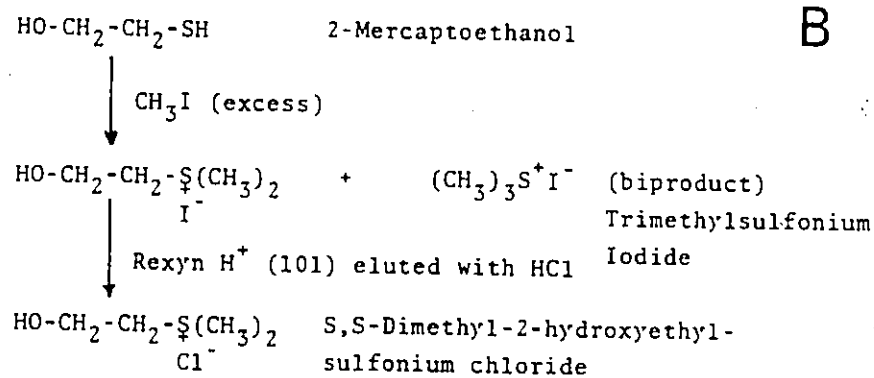 B
HO-CH2-CH2-SH 2-Mercaptoethanol
CH3I (excess)
HO-CH2-CH2-S+(CH3)2 + (CH3)3S+I- (biproduct)
I- Trimethylsulfonium
Rexyn H+ (101) eluted with HCl Iodide
HO-CH2-CH2-S+(CH3)2 S,S-Dimethyl-2-hydroxyethyl-
Cl- sulfonium chloride